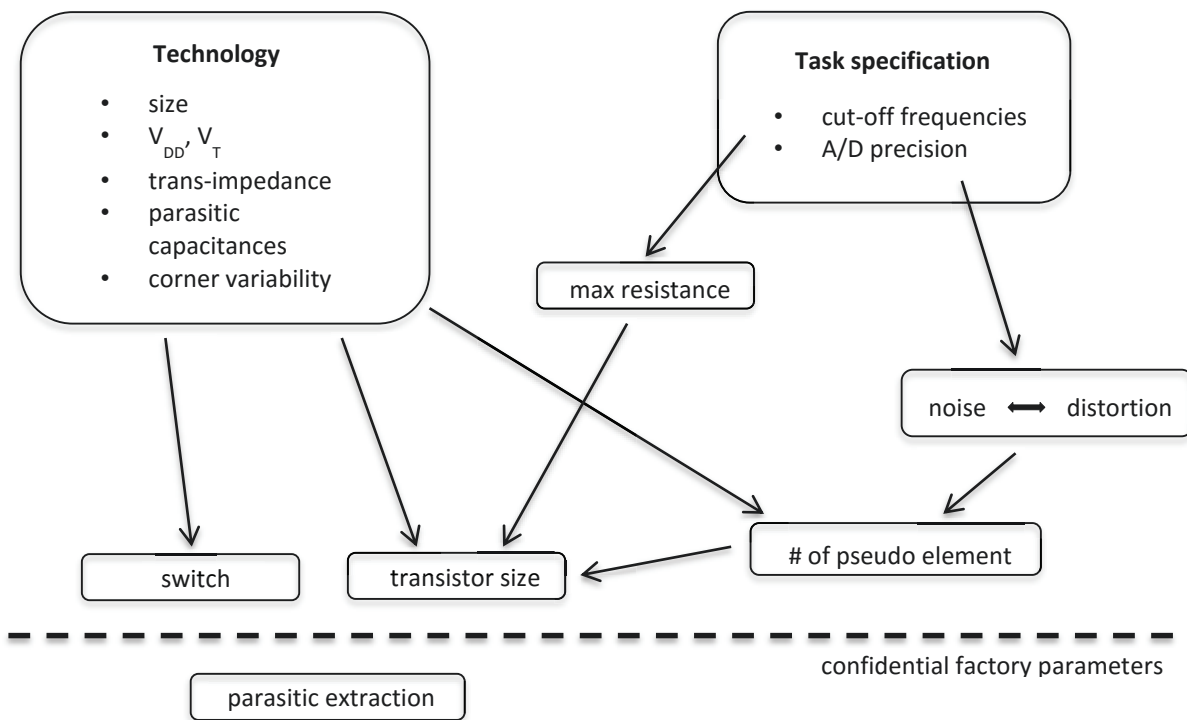 Technology
• size
• V_DD, V_T
• trans-impedance
• parasitic
capacitances
• corner variability
Task specification
• cut-off frequencies
• A/D precision
max resistance
noise ⟷ distortion
switch
transistor size
# of pseudo element
confidential factory parameters
parasitic extraction